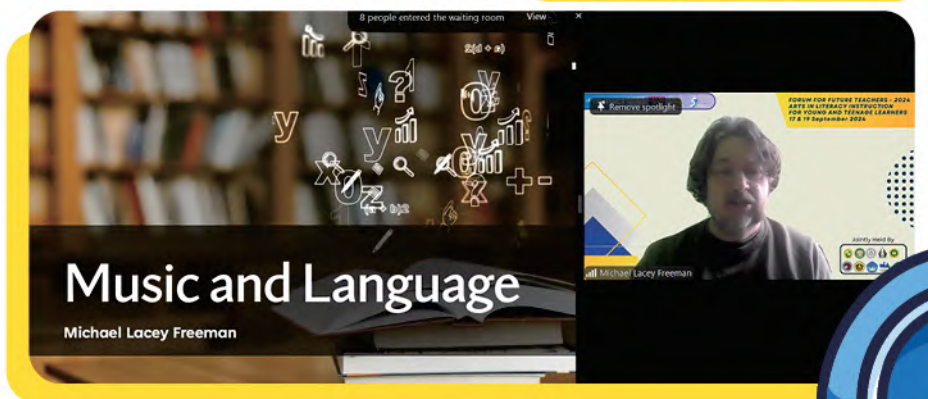 8 people entered the waiting room View ×
2(d + c)
Music and Language
Michael Lacey Freeman
Remove spotlight
FORUM FOR FUTURE TEACHERS - 2024
ARTS IN LITERACY INSTRUCTION
FOR YOUNG AND TEENAGE LEARNERS
17 & 19 September 2024
Jointly Held By
Michael Lacey Freeman